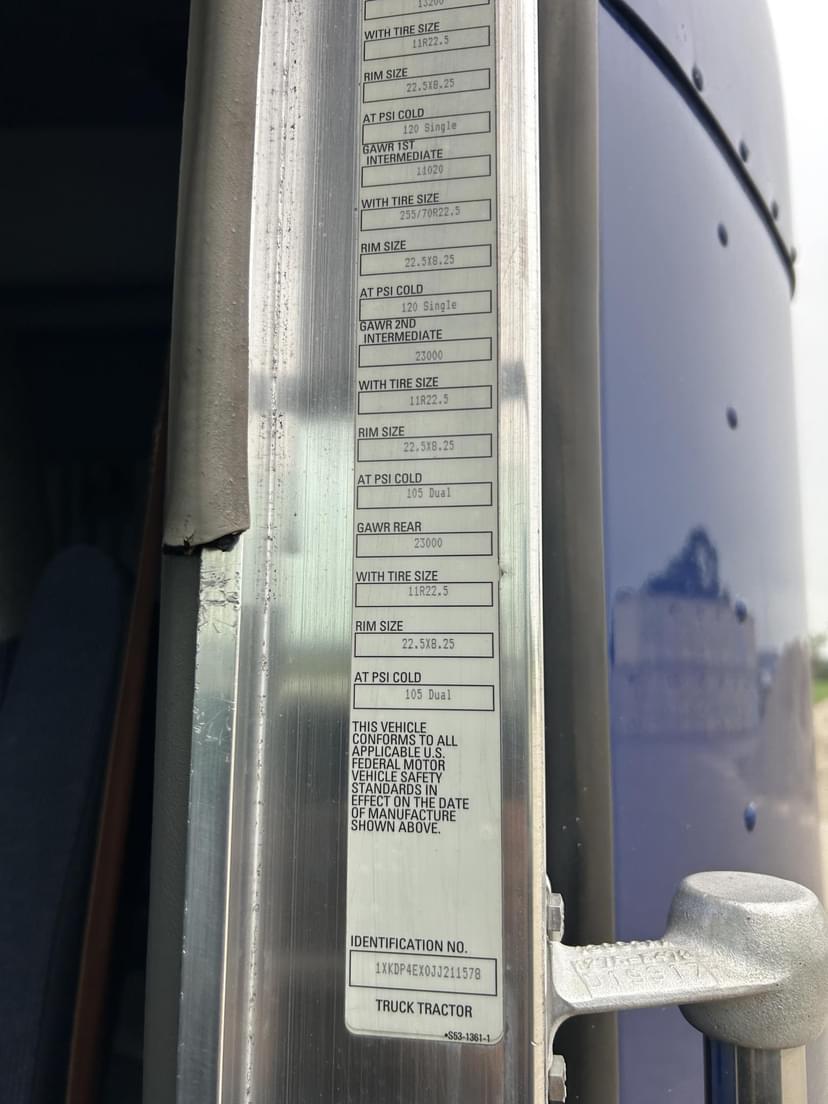 13200
WITH TIRE SIZE
11R22.5
RIM SIZE
22.5X8.25
AT PSI COLD
120 Single
GAWR 1ST
INTERMEDIATE
11020
WITH TIRE SIZE
255/70R22.5
RIM SIZE
22.5X8.25
AT PSI COLD
120 Single
GAWR 2ND
INTERMEDIATE
23000
WITH TIRE SIZE
11R22.5
RIM SIZE
22.5X8.25
AT PSI COLD
105 Dual
GAWR REAR
23000
WITH TIRE SIZE
11R22.5
RIM SIZE
22.5X8.25
AT PSI COLD
105 Dual
THIS VEHICLE
CONFORMS TO ALL
APPLICABLE U.S.
FEDERAL MOTOR
VEHICLE SAFETY
STANDARDS IN
EFFECT ON THE DATE
OF MANUFACTURE
SHOWN ABOVE.
IDENTIFICATION NO.
1XKDP4EX0JJ211578
TRUCK TRACTOR
•S53-1361-1